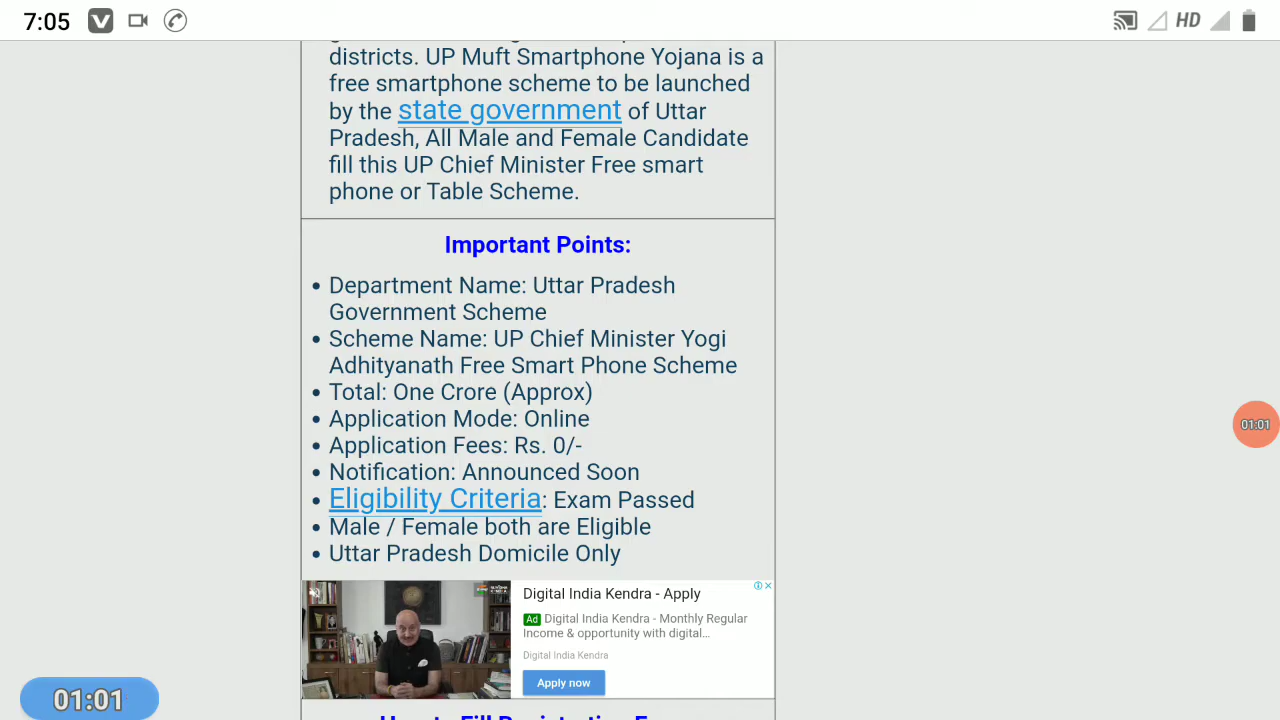 7:05
HD
districts. UP Muft Smartphone Yojana is a
free smartphone scheme to be launched
by the state government of Uttar
Pradesh, All Male and Female Candidate
fill this UP Chief Minister Free smart
phone or Table Scheme.
Important Points:
Department Name: Uttar Pradesh
Government Scheme
Scheme Name: UP Chief Minister Yogi
Adhityanath Free Smart Phone Scheme
Total: One Crore (Approx)
Application Mode: Online
Application Fees: Rs. 0/-
Notification: Announced Soon
Eligibility Criteria: Exam Passed
Male / Female both are Eligible
Uttar Pradesh Domicile Only
Digital India Kendra - Apply
Ad Digital India Kendra - Monthly Regular
Income & opportunity with digital...
Digital India Kendra
Apply now
01:01
01:01